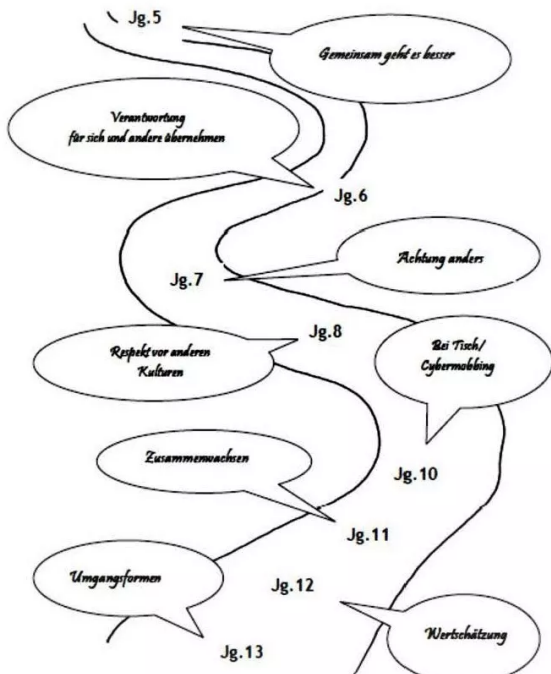 Jg.5
Gemeinsam geht es besser
Verantwortung
für sich und andere übernehmen
Jg.6
Achtung anders
Jg.7
Jg.8
Respekt vor anderen
Kulturen
Bei Tisch/
Cybermobbing
Zusammenwachsen
Jg.10
Jg.11
Umgangsformen
Jg.12
Wertschätzung
Jg.13